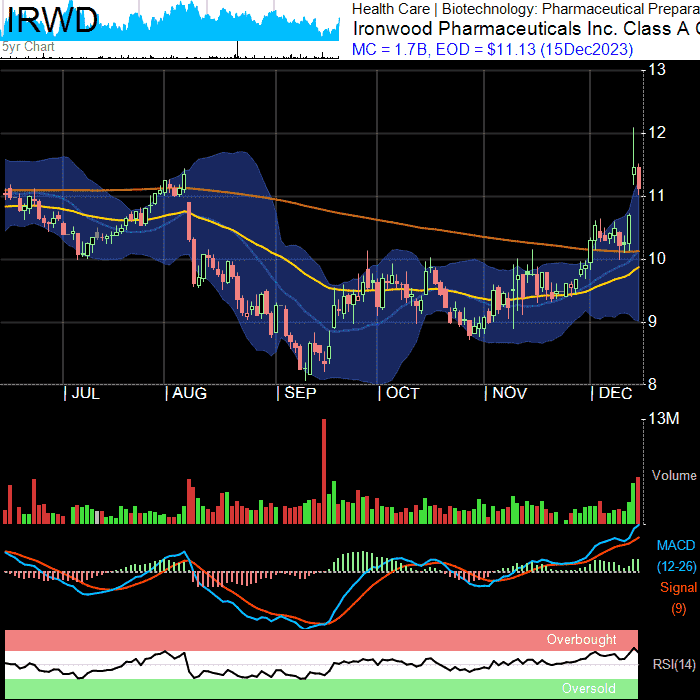 IRWD
5yr Chart
Health Care | Biotechnology: Pharmaceutical Prepara
Ironwood Pharmaceuticals Inc. Class A C
MC = 1.7B, EOD = $11.13 (15Dec2023)
13
12
11
10
9
8
JUL
AUG
SEP
OCT
NOV
DEC
13M
Volume
MACD
(12-26)
Signal
(9)
Overbought
RSI(14)
Oversold